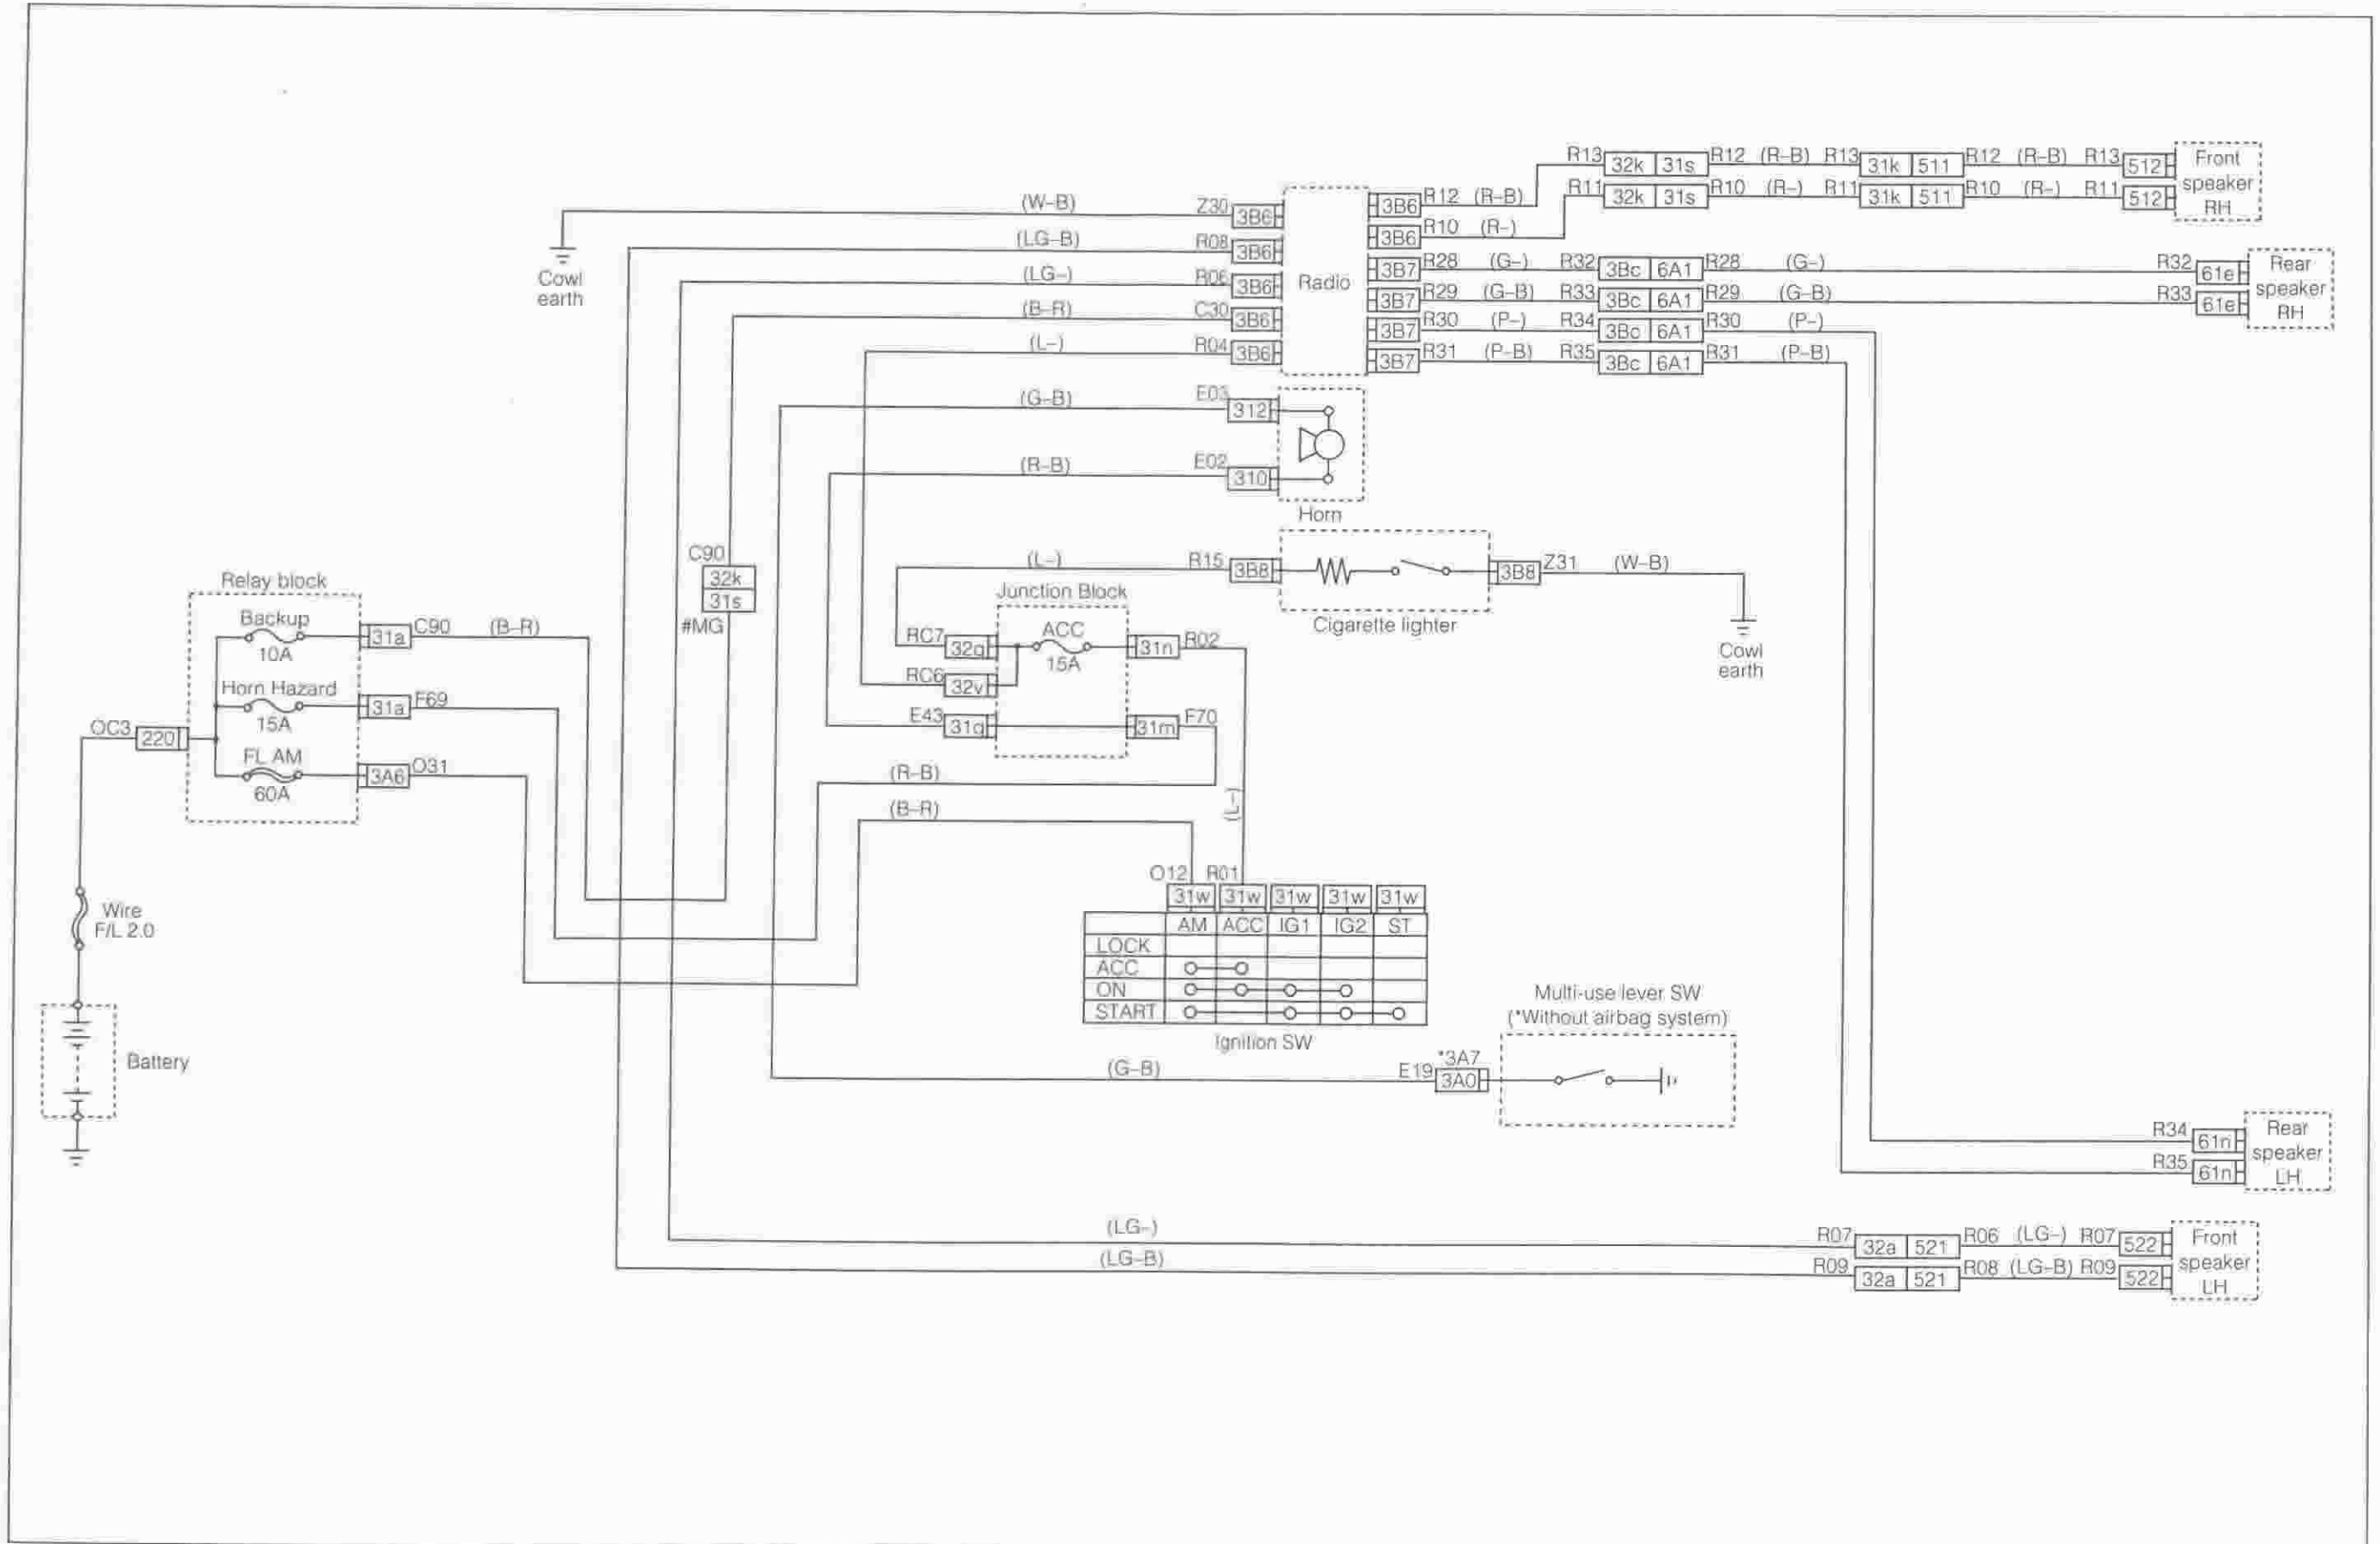 R13 32k 31s R12 (R–B) R13 31k 511 R12 (R–B) R13 512
R11 32k 31s R10 (R–) R11 31k 511 R10 (R–) R11 512
Front
speaker
RH
(W–B) Z30 3B6
(LG–B) R08 3B6
(LG–) R06 3B6
(B–R) C30 3B6
(L–) R04 3B6
Cowl
earth
Radio
3B6 R12 (R–B)
3B6 R10 (R–)
3B7 R28 (G–) R32 3Bc 6A1 R28 (G–) R32 61e
3B7 R29 (G–B) R33 3Bc 6A1 R29 (G–B) R33 61e
3B7 R30 (P–) R34 3Bc 6A1 R30 (P–)
3B7 R31 (P–B) R35 3Bc 6A1 R31 (P–B)
Rear
speaker
RH
(G–B) E03 312
(R–B) E02 310
Horn
(L–) R15 3B8
3B8 Z31 (W–B)
Cigarette lighter
Cowl
earth
C90
32k
31s
#MG
Relay block
Backup
10A
31a C90 (B–R)
Horn Hazard
15A
31a F69
FL AM
60A
3A6 O31
OC3 220
Wire
F/L 2.0
Battery
Junction Block
RC7 32q
ACC
15A
31n R02
RC6 32v
E43 31q
31m F70
(R–B)
(B–R)
(L–)
O12 R01
31w 31w 31w 31w 31w
AM ACC IG1 IG2 ST
LOCK
ACC
ON
START
Ignition SW
Multi-use lever SW
(*Without airbag system)
(G–B) E19 *3A7
3A0
R34 61n
R35 61n
Rear
speaker
LH
(LG–) R07 32a 521 R06 (LG–) R07 522
(LG–B) R09 32a 521 R08 (LG–B) R09 522
Front
speaker
LH